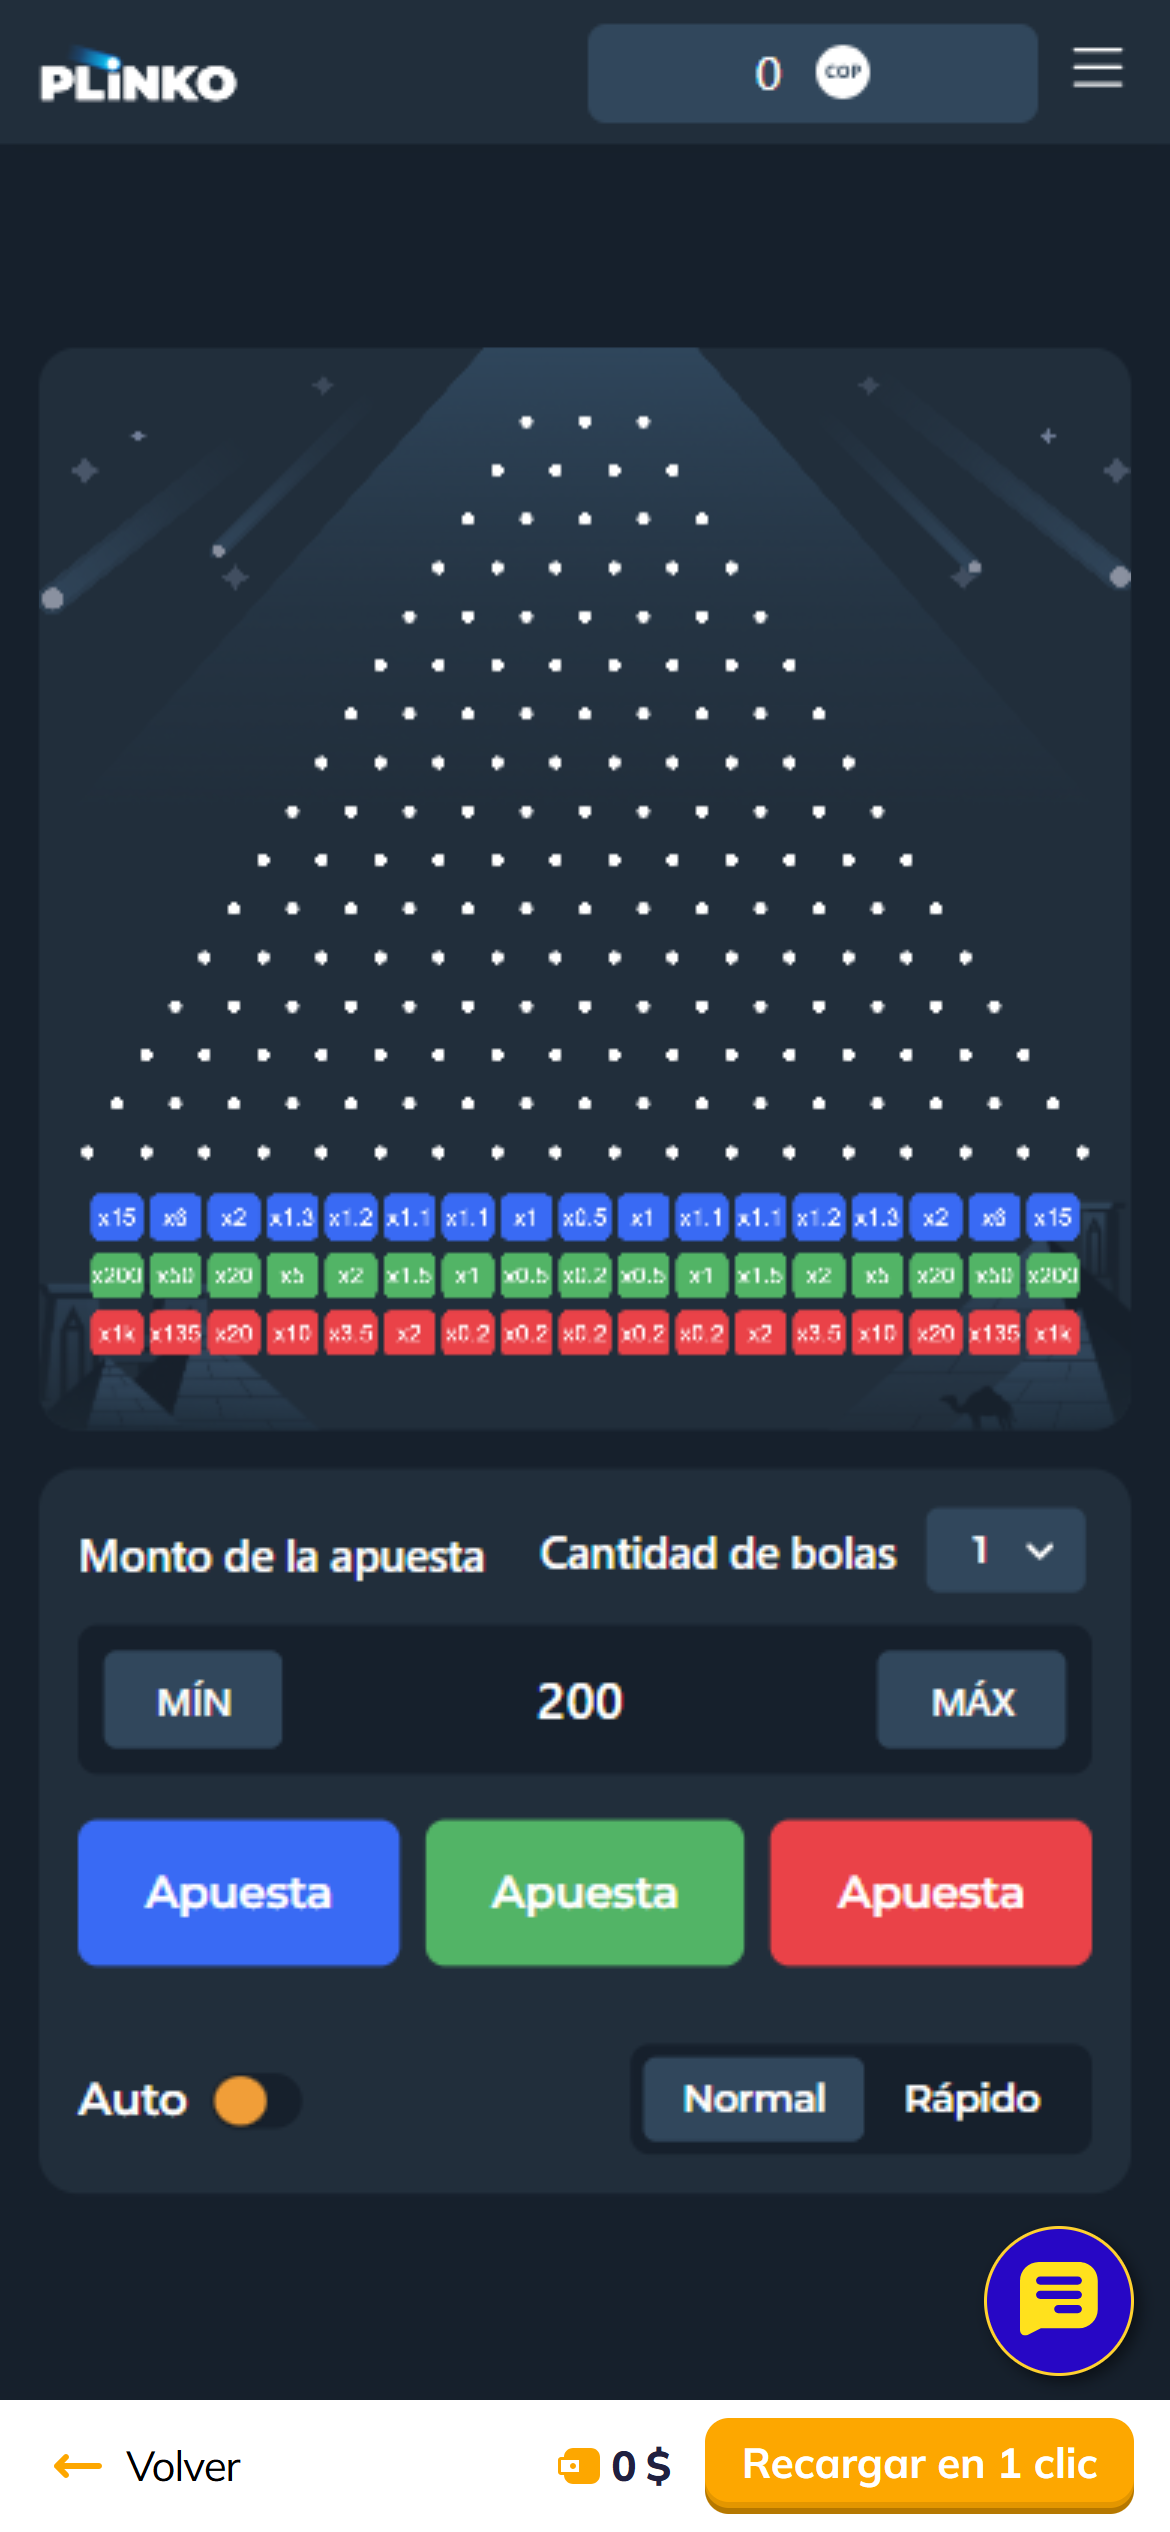 PLiNKO
0 COP
x15 x6 x2 x1.3 x1.2 x1.1 x1.1 x1 x0.5 x1 x1.1 x1.1 x1.2 x1.3 x2 x6 x15
x200 x50 x20 x5 x2 x1.5 x1 x0.5 x0.2 x0.5 x1 x1.5 x2 x5 x20 x50 x200
x1k x135 x20 x10 x3.5 x2 x0.2 x0.2 x0.2 x0.2 x0.2 x2 x3.5 x10 x20 x135 x1k
Monto de la apuesta Cantidad de bolas 1
MÍN 200 MÁX
Apuesta Apuesta Apuesta
Auto Normal Rápido
Volver 0 $ Recargar en 1 clic